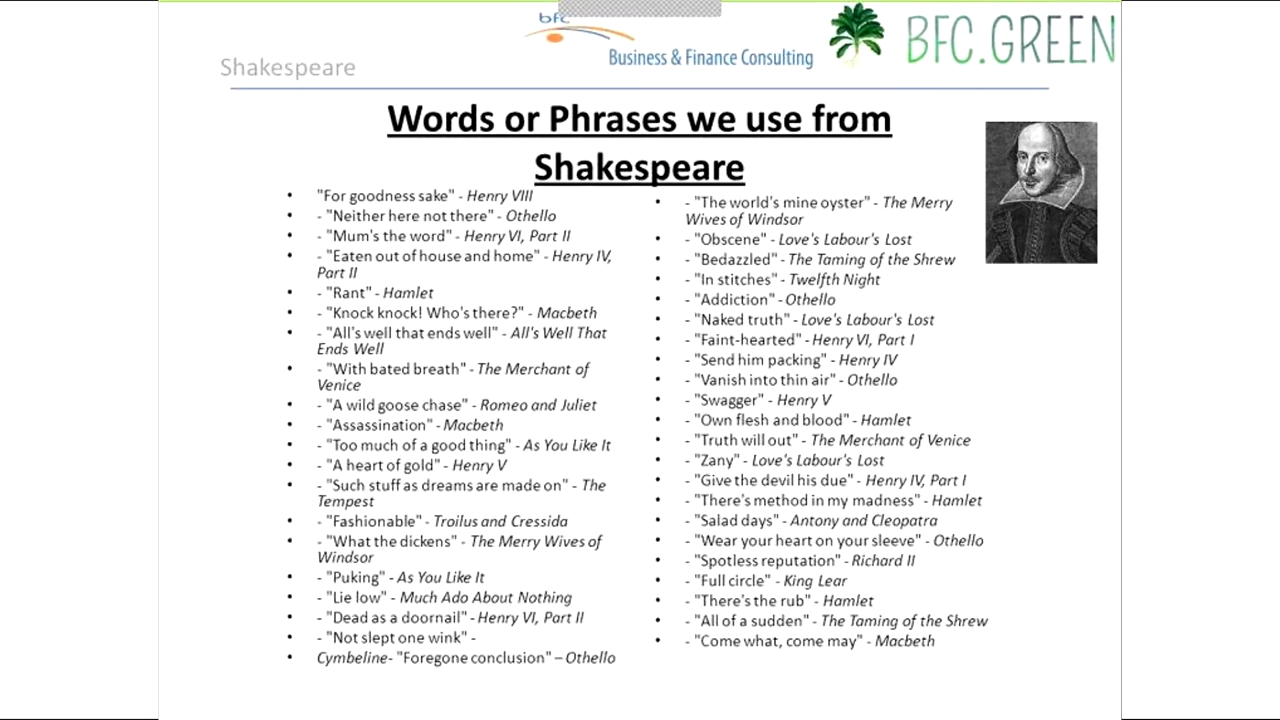 bfc
Business & Finance Consulting
BFC.GREEN
Shakespeare
Words or Phrases we use from
Shakespeare
• "For goodness sake" - Henry VIII
• - "Neither here not there" - Othello
• - "Mum's the word" - Henry VI, Part II
• - "Eaten out of house and home" - Henry IV,
Part II
• - "Rant" - Hamlet
• - "Knock knock! Who's there?" - Macbeth
• - "All's well that ends well" - All's Well That
Ends Well
• - "With bated breath" - The Merchant of
Venice
• - "A wild goose chase" - Romeo and Juliet
• - "Assassination" - Macbeth
• - "Too much of a good thing" - As You Like It
• - "A heart of gold" - Henry V
• - "Such stuff as dreams are made on" - The
Tempest
• - "Fashionable" - Troilus and Cressida
• - "What the dickens" - The Merry Wives of
Windsor
• - "Puking" - As You Like It
• - "Lie low" - Much Ado About Nothing
• - "Dead as a doornail" - Henry VI, Part II
• - "Not slept one wink" -
• Cymbeline- "Foregone conclusion" – Othello
• - "The world's mine oyster" - The Merry
Wives of Windsor
• - "Obscene" - Love's Labour's Lost
• - "Bedazzled" - The Taming of the Shrew
• - "In stitches" - Twelfth Night
• - "Addiction" - Othello
• - "Naked truth" - Love's Labour's Lost
• - "Faint-hearted" - Henry VI, Part I
• - "Send him packing" - Henry IV
• - "Vanish into thin air" - Othello
• - "Swagger" - Henry V
• - "Own flesh and blood" - Hamlet
• - "Truth will out" - The Merchant of Venice
• - "Zany" - Love's Labour's Lost
• - "Give the devil his due" - Henry IV, Part I
• - "There's method in my madness" - Hamlet
• - "Salad days" - Antony and Cleopatra
• - "Wear your heart on your sleeve" - Othello
• - "Spotless reputation" - Richard II
• - "Full circle" - King Lear
• - "There's the rub" - Hamlet
• - "All of a sudden" - The Taming of the Shrew
• - "Come what, come may" - Macbeth